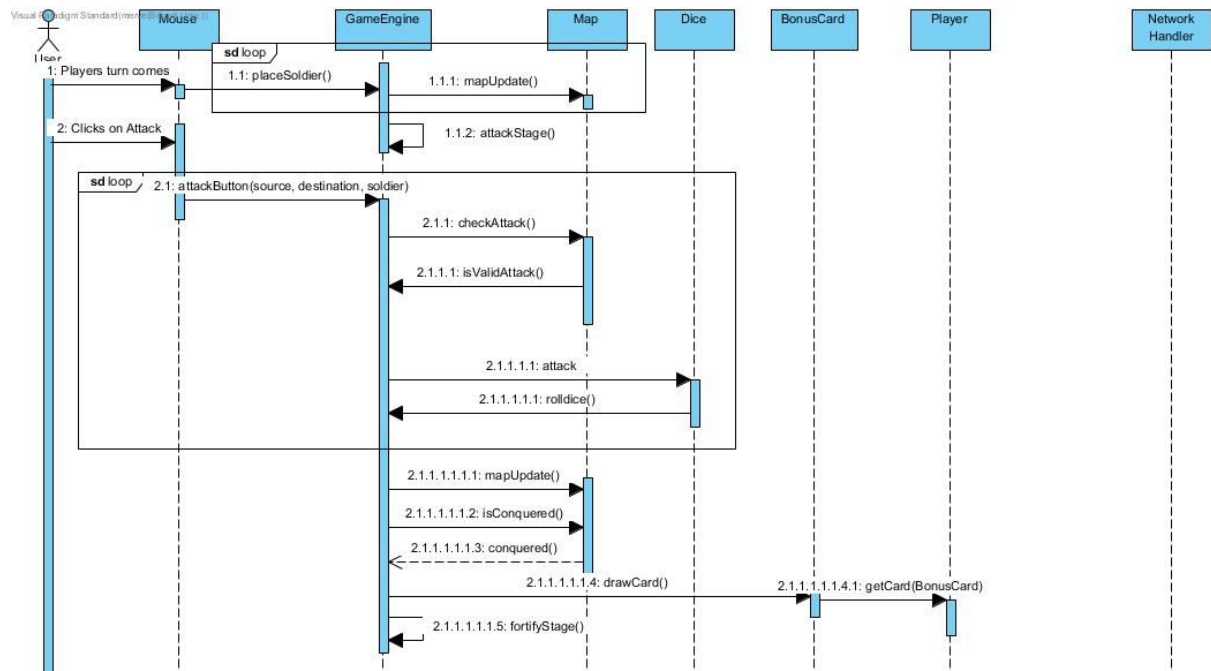 Visual Paradigm Standard
User
Mouse
GameEngine
Map
Dice
BonusCard
Player
Network
Handler
sd loop
1: Players turn comes
1.1: placeSoldier()
1.1.1: mapUpdate()
2: Clicks on Attack
1.1.2: attackStage()
sd loop
2.1: attackButton(source, destination, soldier)
2.1.1: checkAttack()
2.1.1.1: isValidAttack()
2.1.1.1.1: attack
2.1.1.1.1.1: rolldice()
2.1.1.1.1.1.1: mapUpdate()
2.1.1.1.1.1.2: isConquered()
2.1.1.1.1.1.3: conquered()
2.1.1.1.1.1.4: drawCard()
2.1.1.1.1.1.4.1: getCard(BonusCard)
2.1.1.1.1.1.5: fortifyStage()